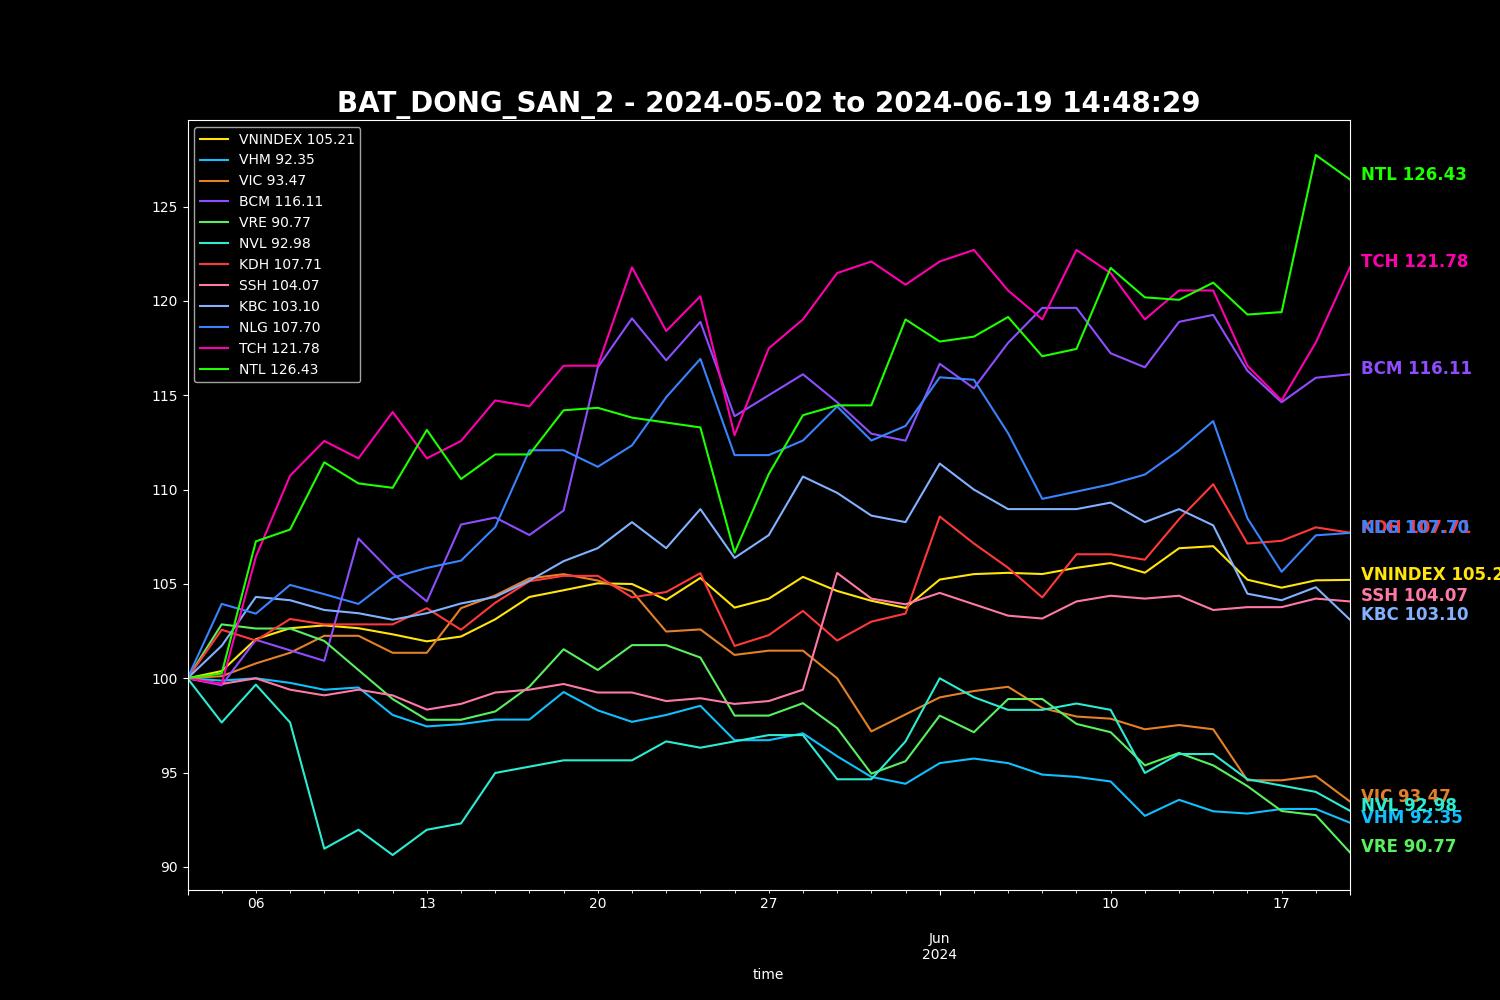 BAT_DONG_SAN_2 - 2024-05-02 to 2024-06-19 14:48:29
VNINDEX 105.21
VHM 92.35
VIC 93.47
BCM 116.11
VRE 90.77
NVL 92.98
KDH 107.71
SSH 104.07
KBC 103.10
NLG 107.70
TCH 121.78
NTL 126.43
125
120
115
110
105
100
95
90
NTL 126.43
TCH 121.78
BCM 116.11
NLG 107.70
VNINDEX 105.2
SSH 104.07
KBC 103.10
VIC 93.47
NVL 92.98
VHM 92.35
VRE 90.77
06 13 20 27 10 17
Jun
2024
time